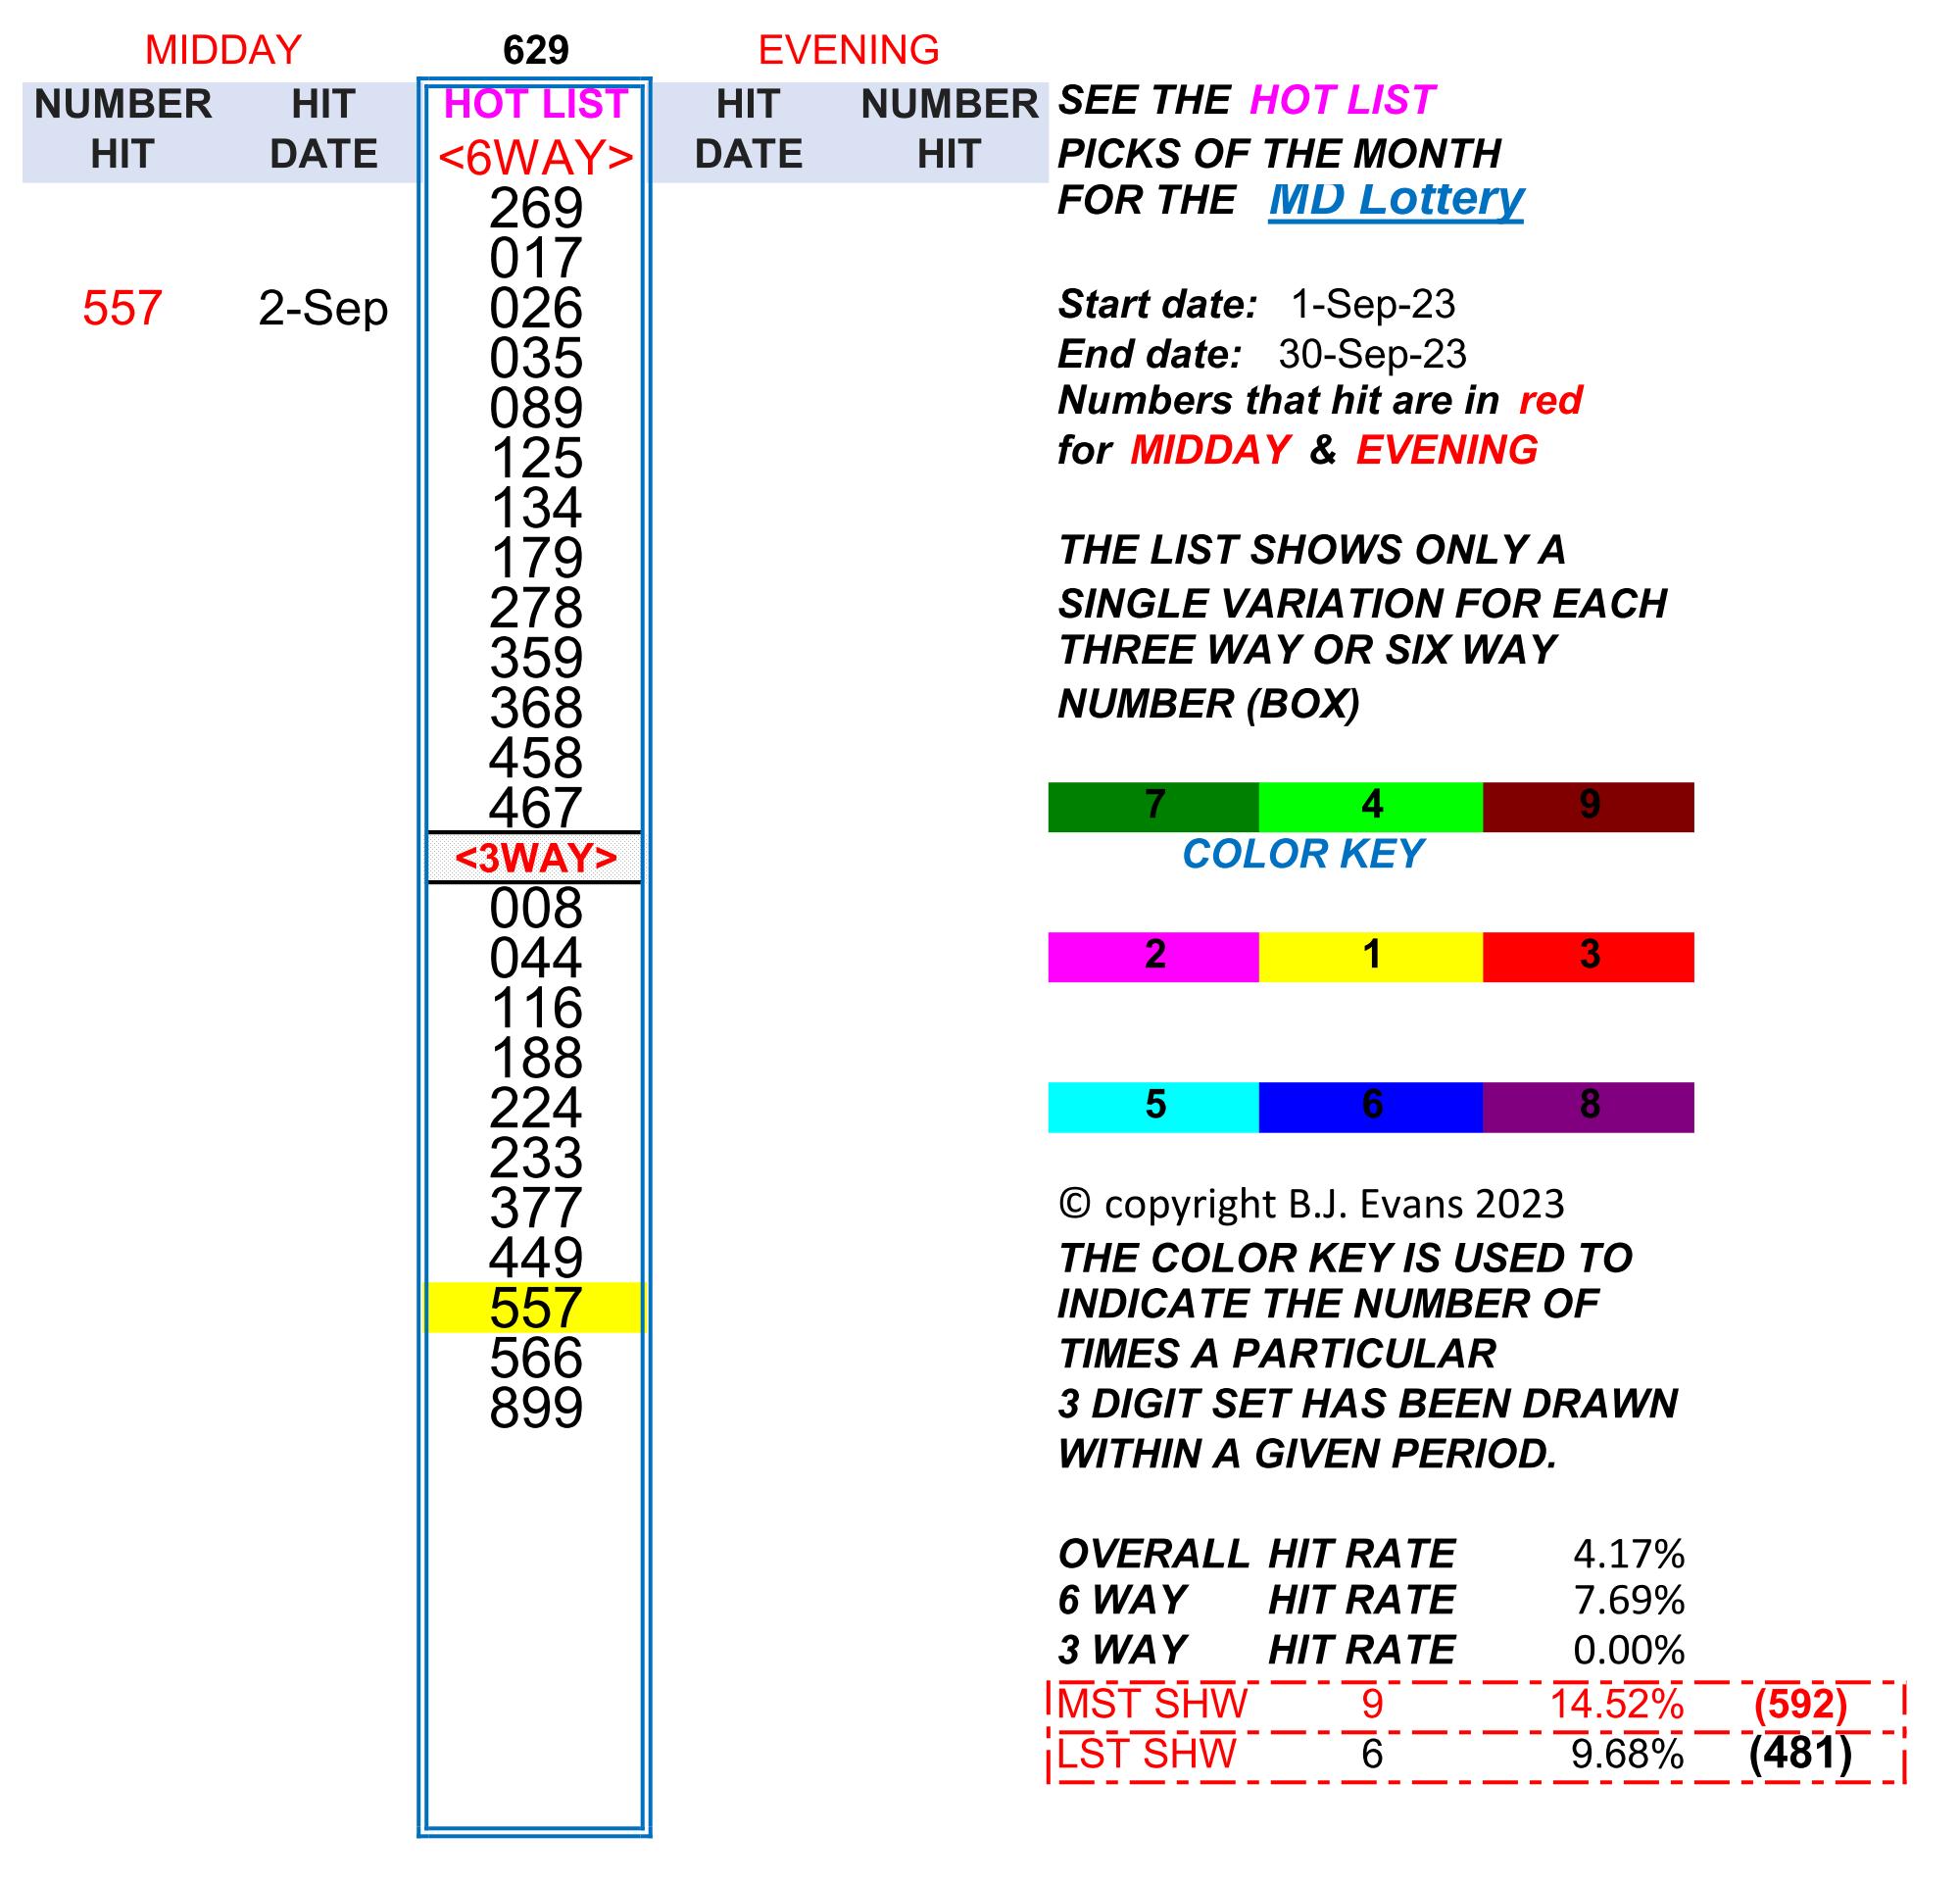 MIDDAY 629 EVENING
NUMBER HIT HOT LIST HIT NUMBER SEE THE HOT LIST
HIT DATE <6WAY> DATE HIT PICKS OF THE MONTH
269 FOR THE MD Lottery
017
557 2-Sep 026 Start date: 1-Sep-23
035 End date: 30-Sep-23
089 Numbers that hit are in red
125 for MIDDAY & EVENING
134
179 THE LIST SHOWS ONLY A
278 SINGLE VARIATION FOR EACH
359 THREE WAY OR SIX WAY
368 NUMBER (BOX)
458
467 7 4 9
<3WAY> COLOR KEY
008
044 2 1 3
116
188
224 5 6 8
233
377 © copyright B.J. Evans 2023
449 THE COLOR KEY IS USED TO
557 INDICATE THE NUMBER OF
566 TIMES A PARTICULAR
899 3 DIGIT SET HAS BEEN DRAWN
WITHIN A GIVEN PERIOD.
OVERALL HIT RATE 4.17%
6 WAY HIT RATE 7.69%
3 WAY HIT RATE 0.00%
MST SHW 9 14.52% (592)
LST SHW 6 9.68% (481)